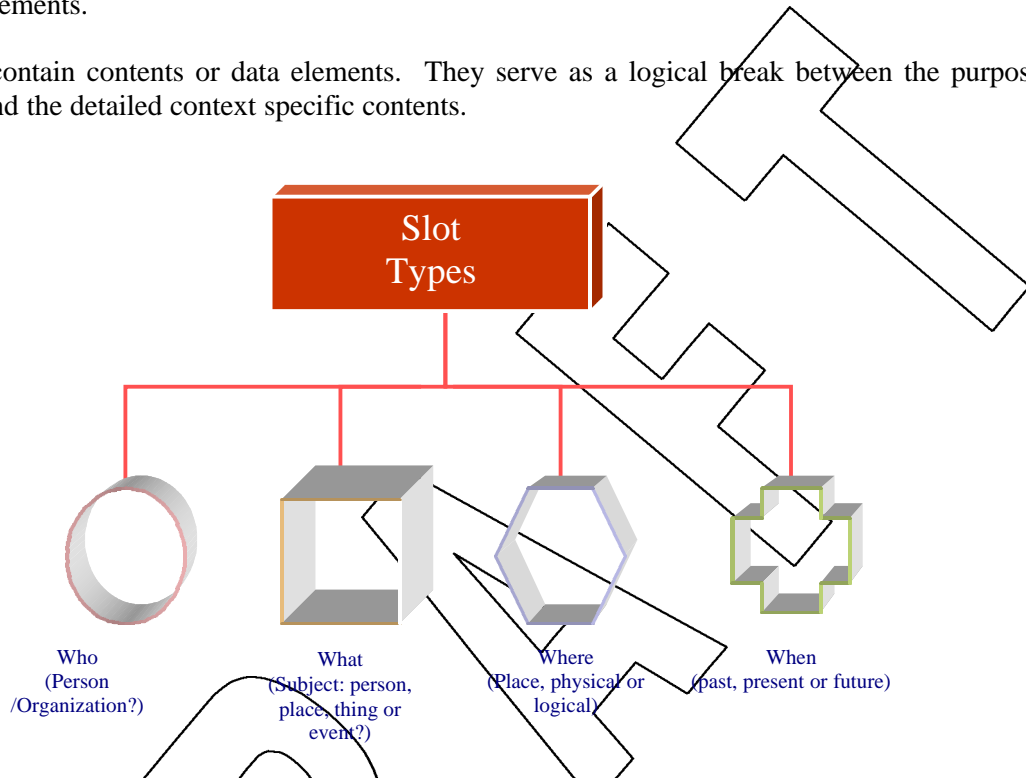 ements.
contain contents or data elements. They serve as a logical break between the purpos
nd the detailed context specific contents.
Slot
Types
Who
(Person
/Organization?)
What
(Subject: person,
place, thing or
event?)
Where
(Place, physical or
logical)
When
(past, present or future)